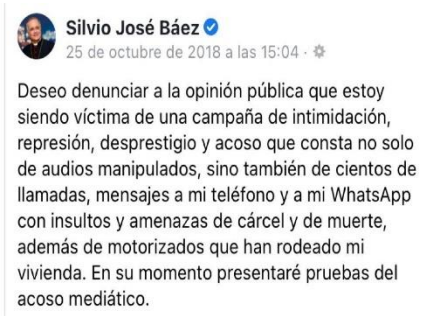 Silvio José Báez
25 de octubre de 2018 a las 15:04 ·
Deseo denunciar a la opinión pública que estoy
siendo víctima de una campaña de intimidación,
represión, desprestigio y acoso que consta no solo
de audios manipulados, sino también de cientos de
llamadas, mensajes a mi teléfono y a mi WhatsApp
con insultos y amenazas de cárcel y de muerte,
además de motorizados que han rodeado mi
vivienda. En su momento presentaré pruebas del
acoso mediático.